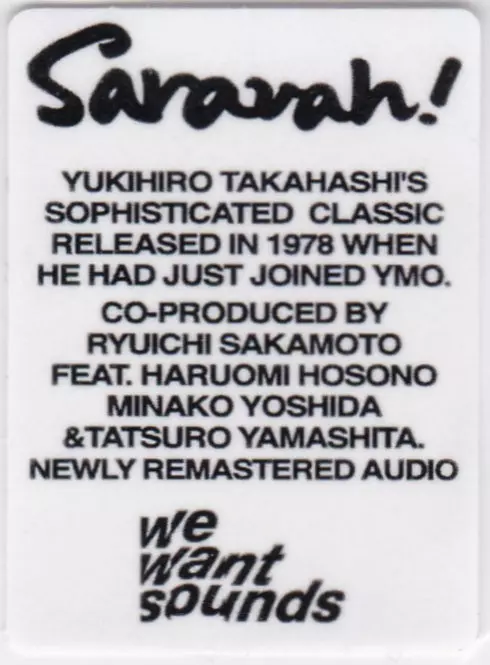 Saravah!
YUKIHIRO TAKAHASHI'S
SOPHISTICATED CLASSIC
RELEASED IN 1978 WHEN
HE HAD JUST JOINED YMO.
CO-PRODUCED BY
RYUICHI SAKAMOTO
FEAT. HARUOMI HOSONO
MINAKO YOSHIDA
&TATSURO YAMASHITA.
NEWLY REMASTERED AUDIO
we
want
sounds